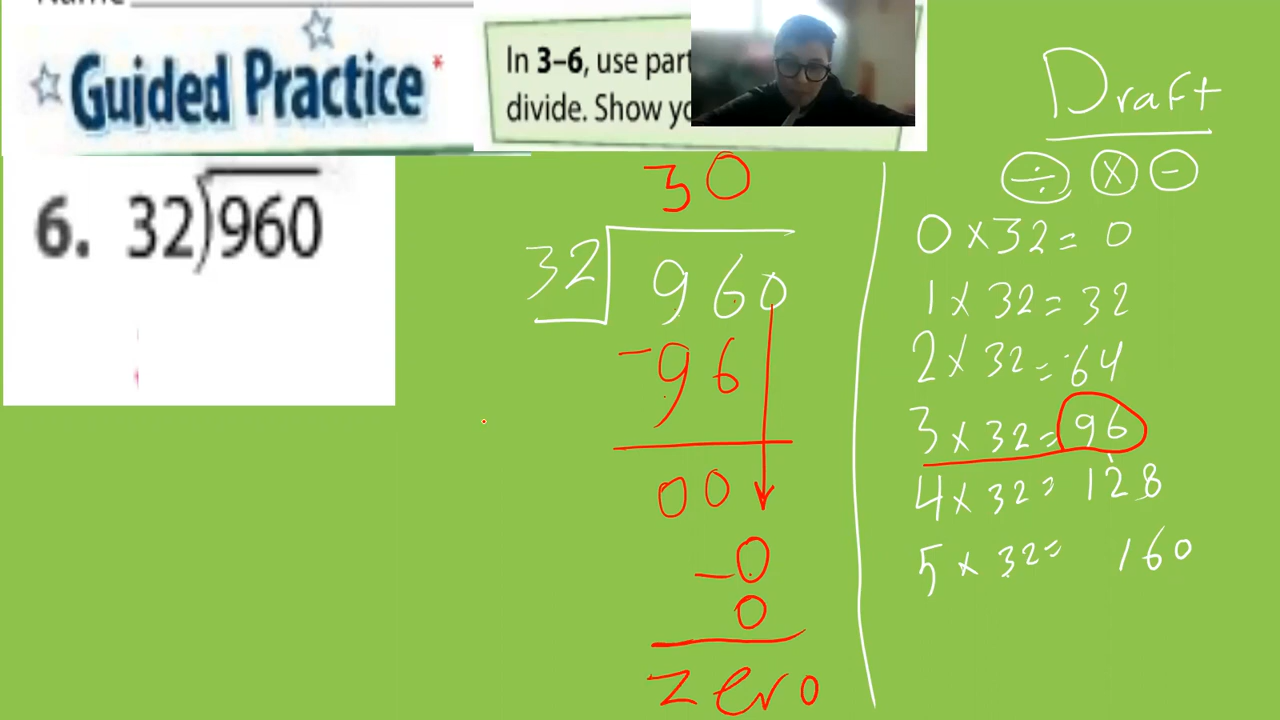 Name
Guided Practice *
In 3–6, use part
divide. Show yo
6. 32)960
30
32 960
-96
00
-0
0
zero
Draft
÷ × -
0 x 32 = 0
1 x 32 = 32
2 x 32 = 64
3 x 32 = 96
4 x 32 = 128
5 x 32 = 160